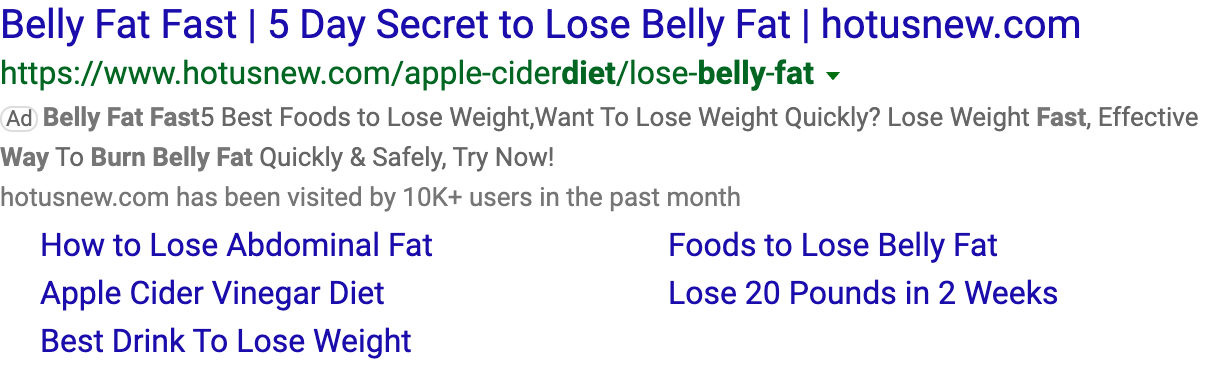 Belly Fat Fast | 5 Day Secret to Lose Belly Fat | hotusnew.com
https://www.hotusnew.com/apple-ciderdiet/lose-belly-fat
Ad Belly Fat Fast5 Best Foods to Lose Weight,Want To Lose Weight Quickly? Lose Weight Fast, Effective
Way To Burn Belly Fat Quickly & Safely, Try Now!
hotusnew.com has been visited by 10K+ users in the past month
How to Lose Abdominal Fat
Foods to Lose Belly Fat
Apple Cider Vinegar Diet
Lose 20 Pounds in 2 Weeks
Best Drink To Lose Weight